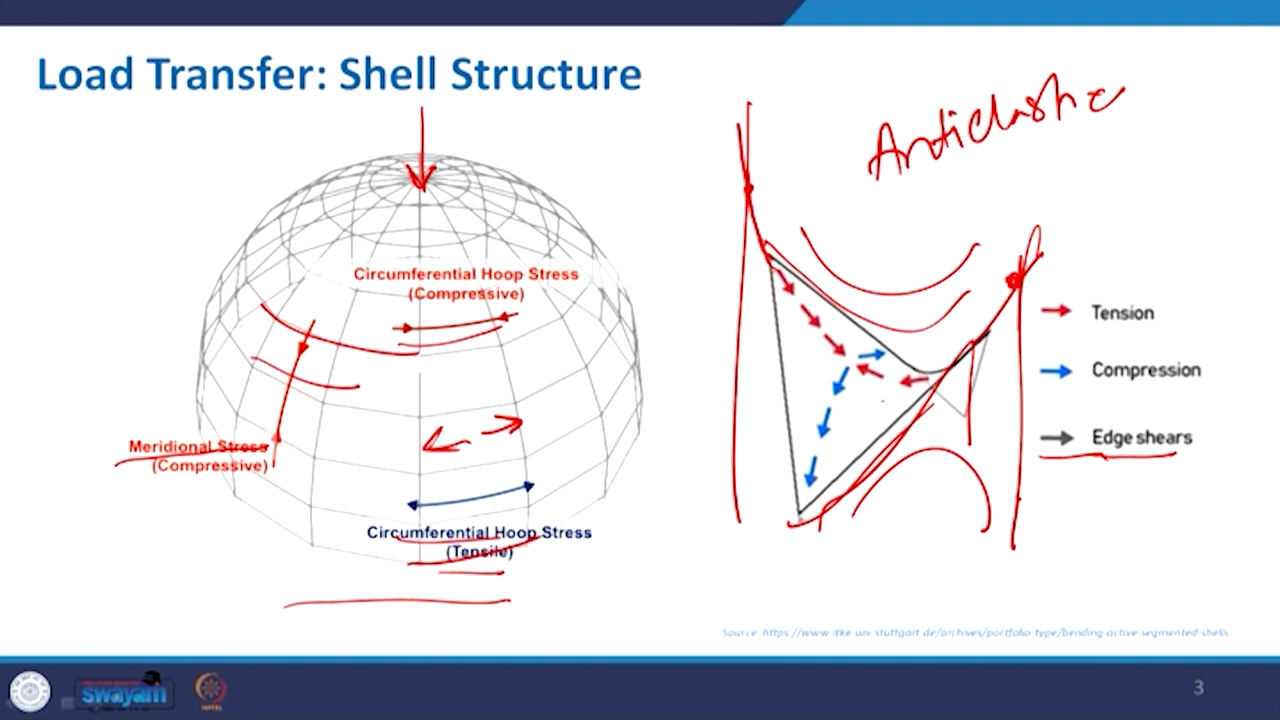 Load Transfer: Shell Structure
Anticlastic
Circumferential Hoop Stress
(Compressive)
Meridional Stress
(Compressive)
Circumferential Hoop Stress
(Tensile)
Tension
Compression
Edge shears
Source: https://www.itke.uni-stuttgart.de/archives/portfolio-type/bending-active-segmented-shells
swayam
3